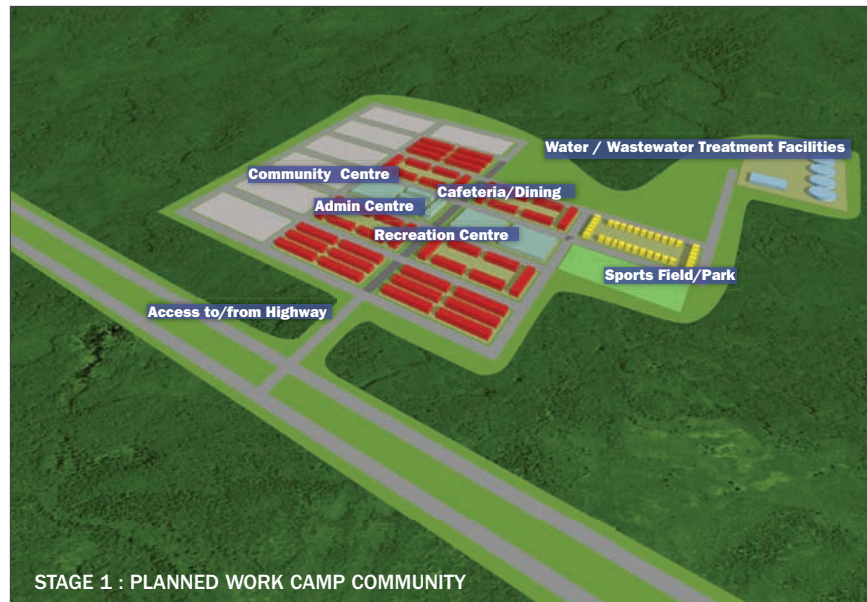 Water / Wastewater Treatment Facilities
Community Centre
Cafeteria/Dining
Admin Centre
Recreation Centre
Sports Field/Park
Access to/from Highway
STAGE 1 : PLANNED WORK CAMP COMMUNITY